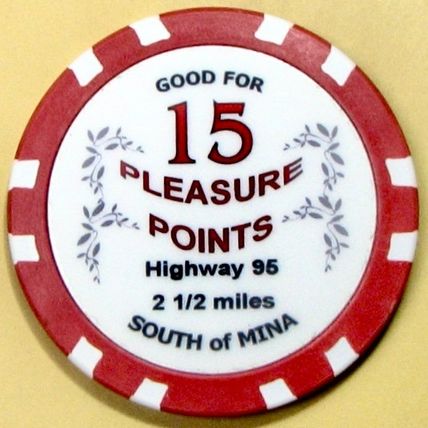 GOOD FOR
15
PLEASURE
POINTS
Highway 95
2 1/2 miles
SOUTH of MINA